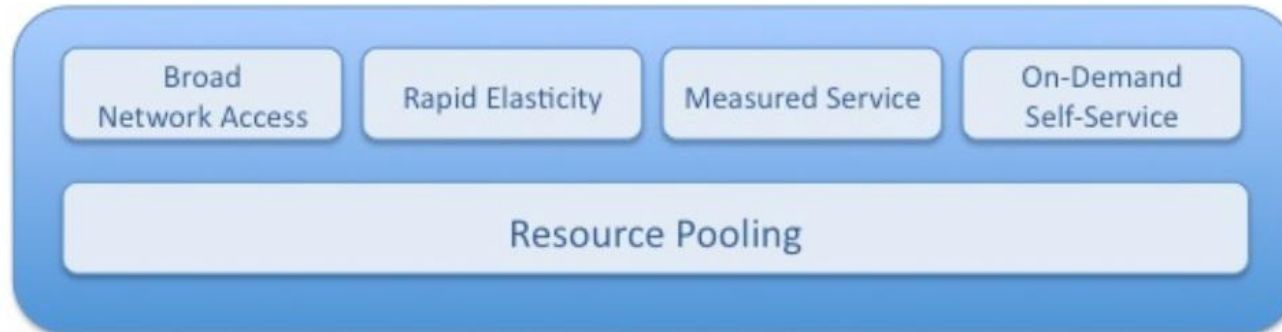 Broad
Network Access
Rapid Elasticity
Measured Service
On-Demand
Self-Service
Resource Pooling